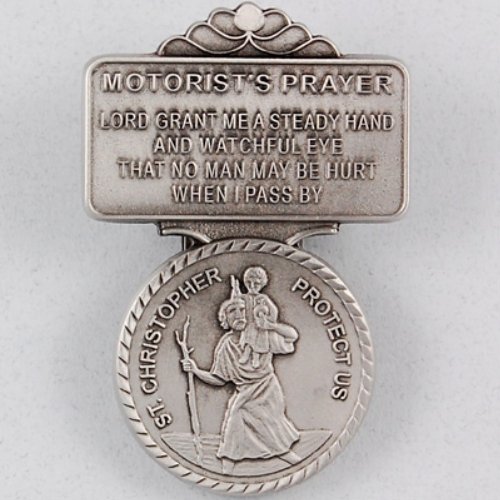 MOTORIST'S PRAYER
LORD GRANT ME A STEADY HAND
AND WATCHFUL EYE
THAT NO MAN MAY BE HURT
WHEN I PASS BY
ST. CHRISTOPHER
PROTECT US